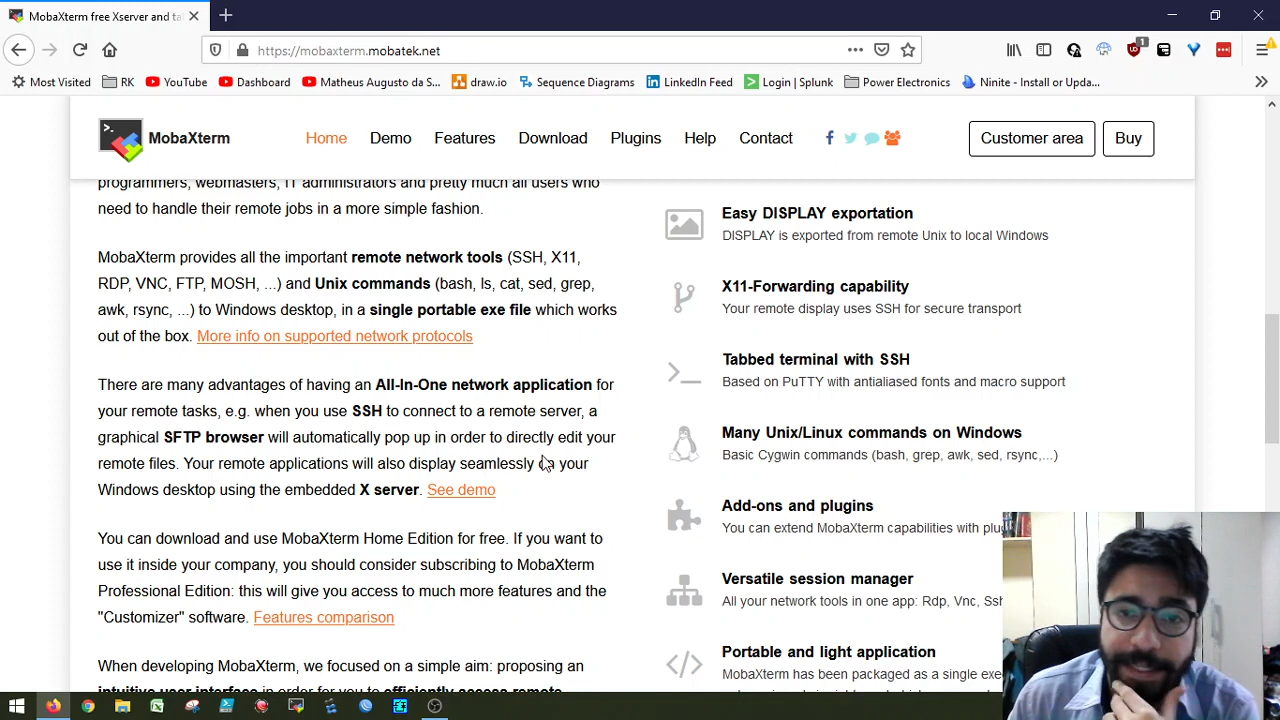 MobaXterm free Xserver and ta
https://mobaxterm.mobatek.net
1
Most Visited
RK
YouTube
Dashboard
Matheus Augusto da S...
draw.io
Sequence Diagrams
LinkedIn Feed
Login | Splunk
Power Electronics
Ninite - Install or Upda...
MobaXterm
Home
Demo
Features
Download
Plugins
Help
Contact
Customer area
Buy
programmers, webmasters, IT administrators and pretty much all users who
need to handle their remote jobs in a more simple fashion.
MobaXterm provides all the important remote network tools (SSH, X11,
RDP, VNC, FTP, MOSH, ...) and Unix commands (bash, ls, cat, sed, grep,
awk, rsync, ...) to Windows desktop, in a single portable exe file which works
out of the box. More info on supported network protocols
There are many advantages of having an All-In-One network application for
your remote tasks, e.g. when you use SSH to connect to a remote server, a
graphical SFTP browser will automatically pop up in order to directly edit your
remote files. Your remote applications will also display seamlessly on your
Windows desktop using the embedded X server. See demo
You can download and use MobaXterm Home Edition for free. If you want to
use it inside your company, you should consider subscribing to MobaXterm
Professional Edition: this will give you access to much more features and the
"Customizer" software. Features comparison
When developing MobaXterm, we focused on a simple aim: proposing an
intuitive user interface in order for you to efficiently access remote
Easy DISPLAY exportation
DISPLAY is exported from remote Unix to local Windows
X11-Forwarding capability
Your remote display uses SSH for secure transport
Tabbed terminal with SSH
Based on PuTTY with antialiased fonts and macro support
Many Unix/Linux commands on Windows
Basic Cygwin commands (bash, grep, awk, sed, rsync,...)
Add-ons and plugins
You can extend MobaXterm capabilities with plug
Versatile session manager
All your network tools in one app: Rdp, Vnc, Ssh
Portable and light application
MobaXterm has been packaged as a single exe